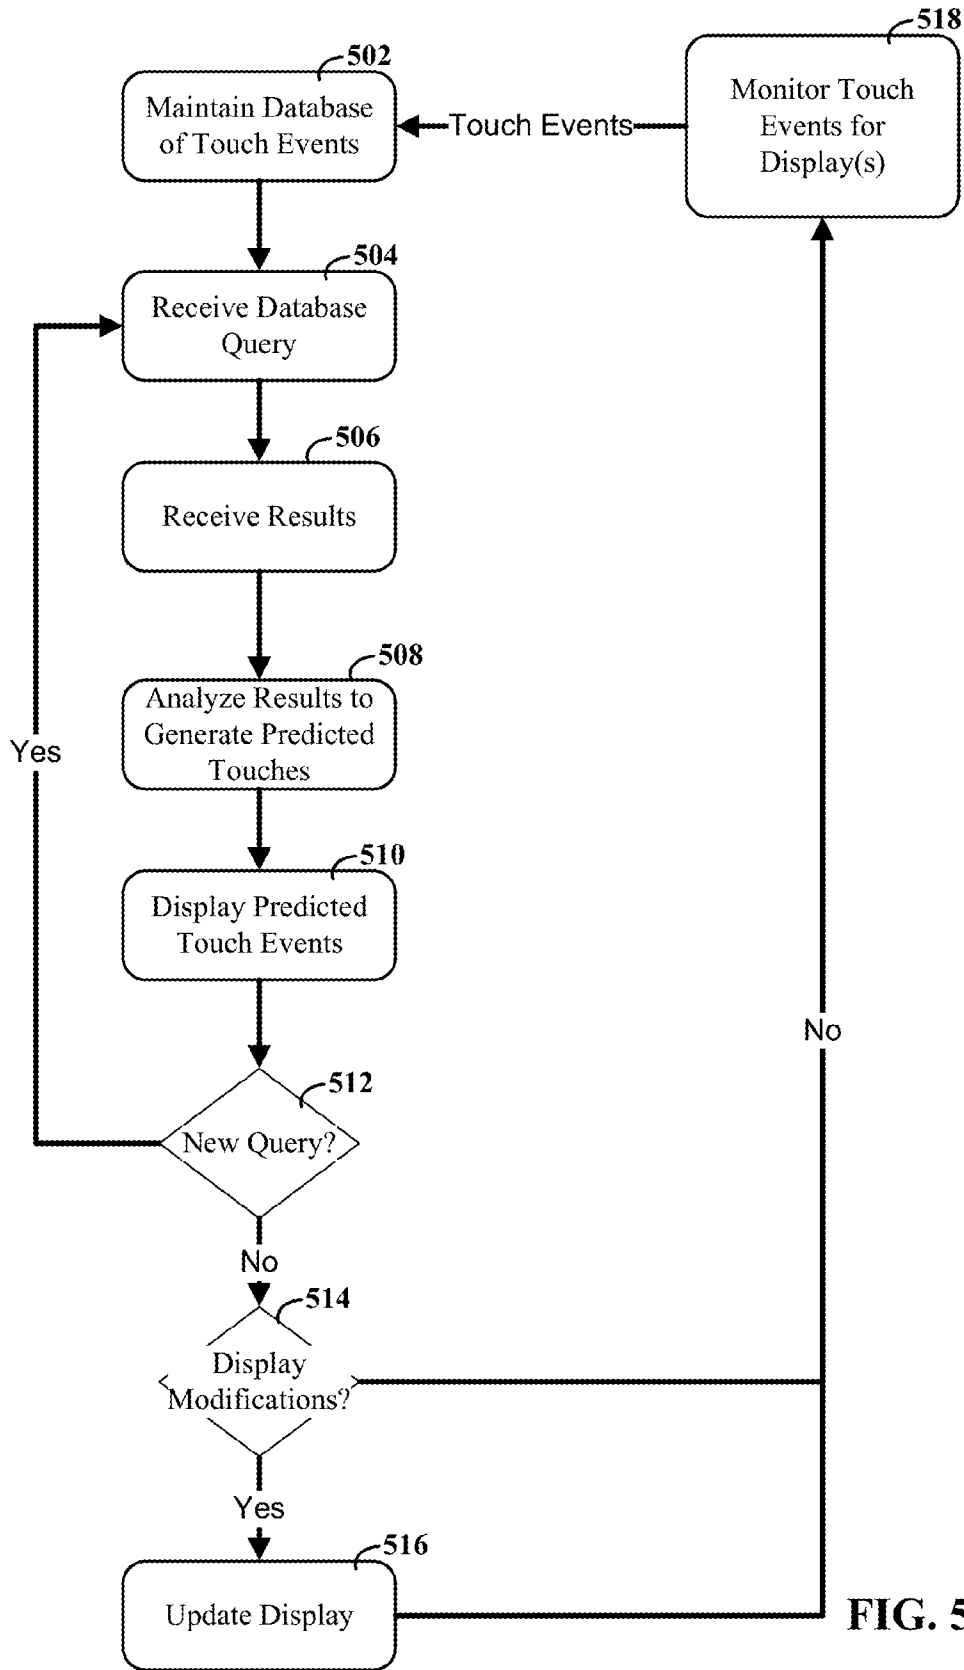 518
502
Monitor Touch
Events for
Display(s)
Maintain Database
of Touch Events
Touch Events
504
Receive Database
Query
506
Receive Results
508
Analyze Results to
Generate Predicted
Touches
Yes
510
Display Predicted
Touch Events
No
512
New Query?
No
514
Display
Modifications?
Yes
516
Update Display
FIG. 5